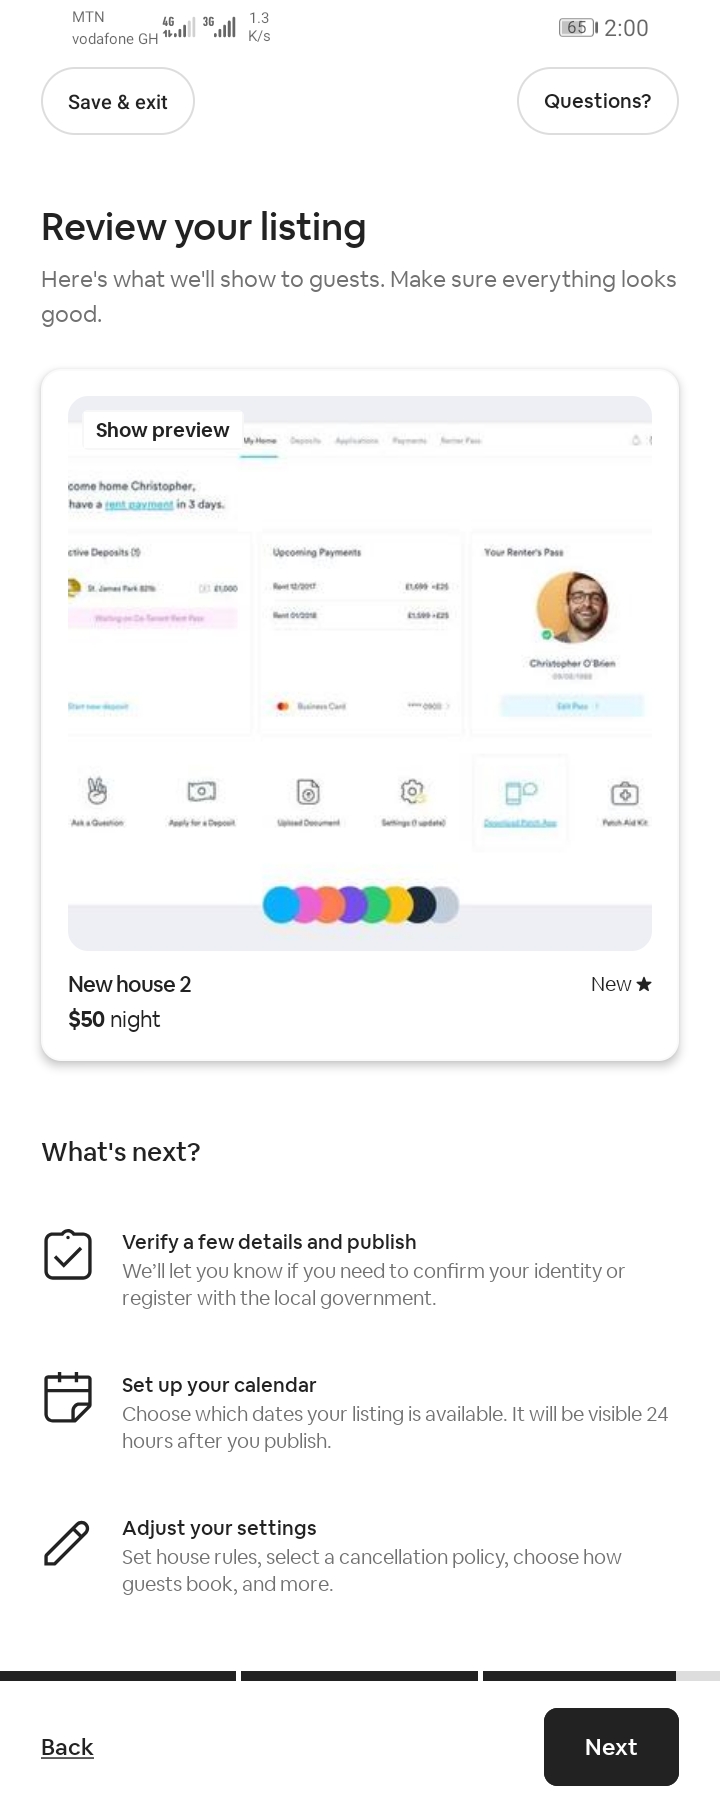 MTN
vodafone GH
4G
3G
1.3
K/s
65
2:00
Save & exit
Questions?
Review your listing
Here's what we'll show to guests. Make sure everything looks
good.
Show preview
My Home Deposits Applications Payments Renter Pass
come home Christopher,
have a rent payment in 3 days.
ctive Deposits (1)
St. James Park 821b £1,000
Waiting on Co-Tenant Rent Pass
Start new deposit
Upcoming Payments
Rent 12/2017
Rent 01/2018 £1,599 +£25
Business Card
Your Renter's Pass
Christopher O'Brien
Edit Pass
Ask a Question
Apply for a Deposit
Upload Document
Settings (1 update)
Download Patch App
Patch Aid Kit
New house 2
New ★
$50 night
What's next?
Verify a few details and publish
We’ll let you know if you need to confirm your identity or
register with the local government.
Set up your calendar
Choose which dates your listing is available. It will be visible 24
hours after you publish.
Adjust your settings
Set house rules, select a cancellation policy, choose how
guests book, and more.
Back
Next